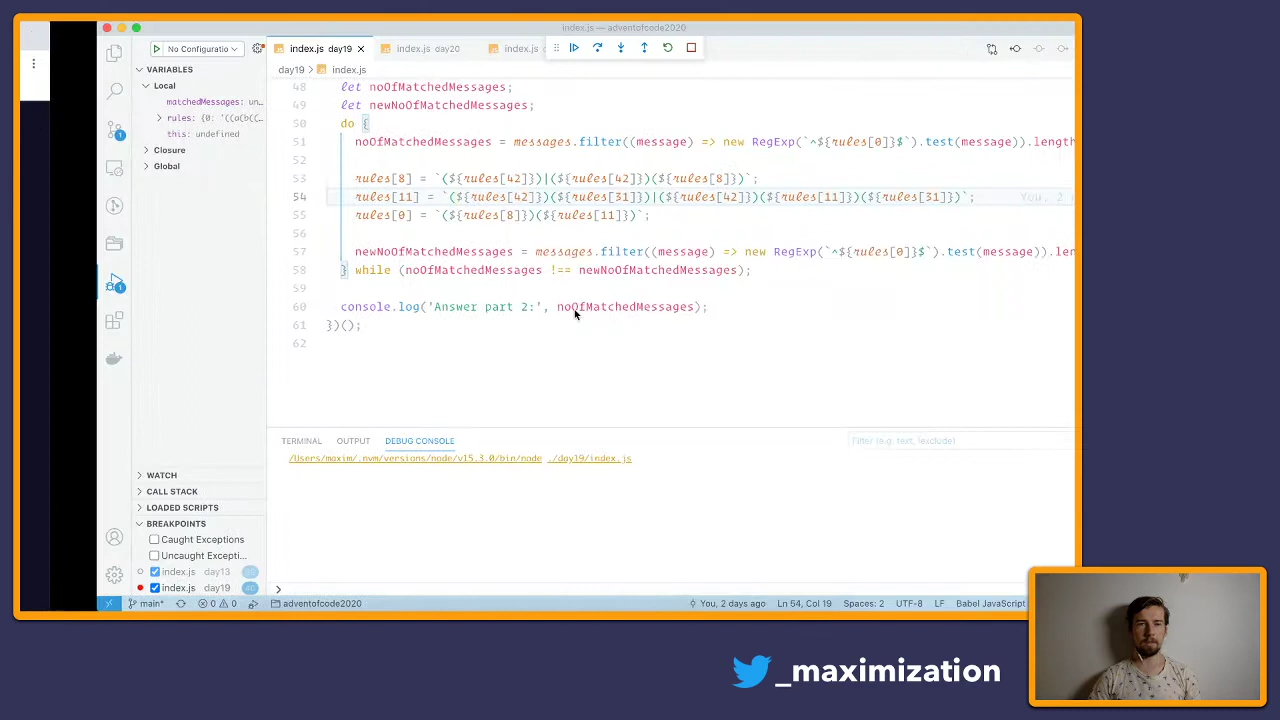 index.js — adventofcode2020
No Configuratio
index.js day19
index.js day20
index.js
day19 > index.js
VARIABLES
Local
matchedMessages: un…
rules: {0: '((a(b((…
this: undefined
Closure
Global
48 let noOfMatchedMessages;
49 let newNoOfMatchedMessages;
50 do {
51 noOfMatchedMessages = messages.filter((message) => new RegExp(`^${rules[0]}$`).test(message)).length
52
53 rules[8] = `(${rules[42]})|(${rules[42]})(${rules[8]})`;
54 rules[11] = `(${rules[42]})(${rules[31]})|(${rules[42]})(${rules[11]})(${rules[31]})`; You, 2
55 rules[0] = `(${rules[8]})(${rules[11]})`;
56
57 newNoOfMatchedMessages = messages.filter((message) => new RegExp(`^${rules[0]}$`).test(message)).len
58 } while (noOfMatchedMessages !== newNoOfMatchedMessages);
59
60 console.log('Answer part 2:', noOfMatchedMessages);
61 })();
62
TERMINAL OUTPUT DEBUG CONSOLE
Filter (e.g. text, !exclude)
/Users/maxim/.nvm/versions/node/v15.3.0/bin/node ./day19/index.js
WATCH
CALL STACK
LOADED SCRIPTS
BREAKPOINTS
Caught Exceptions
Uncaught Excepti…
index.js day13
index.js day19
main* 0 0 adventofcode2020
You, 2 days ago Ln 54, Col 19 Spaces: 2 UTF-8 LF Babel JavaScript
_maximization